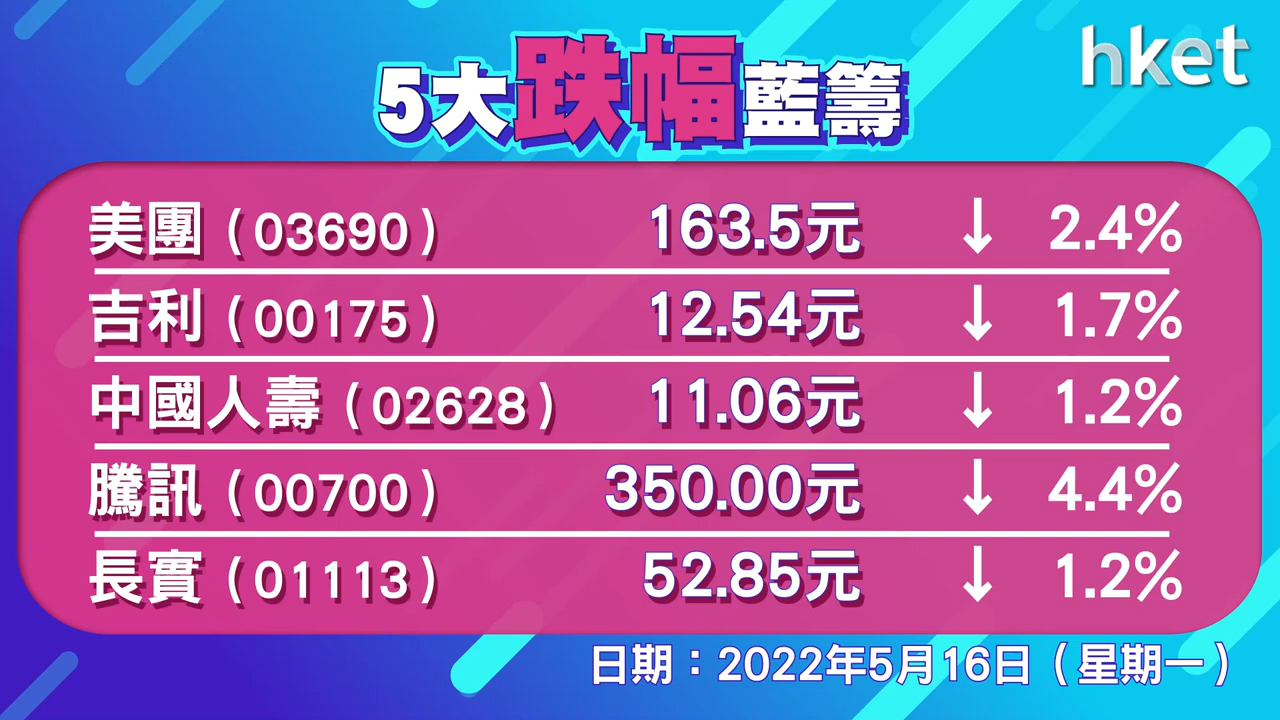 hket
5大跌幅藍籌
美團（03690） 163.5元 ↓ 2.4%
吉利（00175） 12.54元 ↓ 1.7%
中國人壽（02628） 11.06元 ↓ 1.2%
騰訊（00700） 350.00元 ↓ 4.4%
長實（01113） 52.85元 ↓ 1.2%
日期：2022年5月16日（星期一）